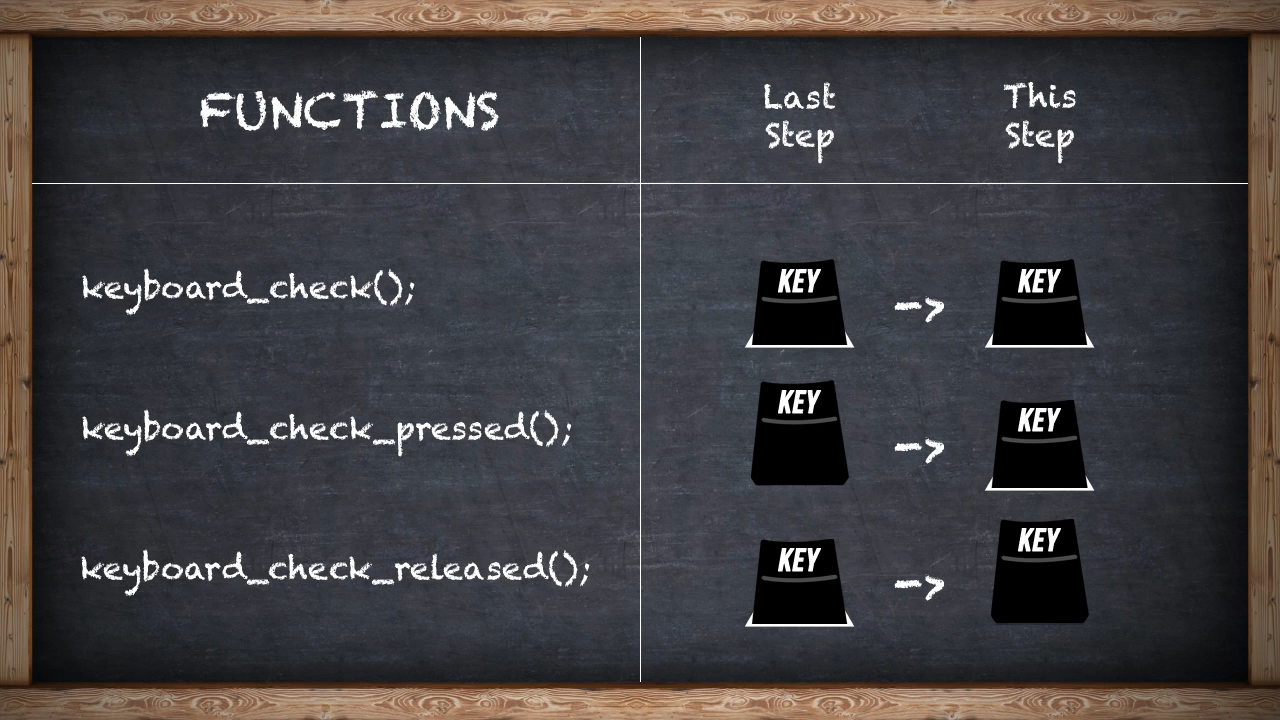 FUNCTIONS
Last
Step
This
Step
keyboard_check();
KEY
->
KEY
keyboard_check_pressed();
KEY
->
KEY
keyboard_check_released();
KEY
->
KEY